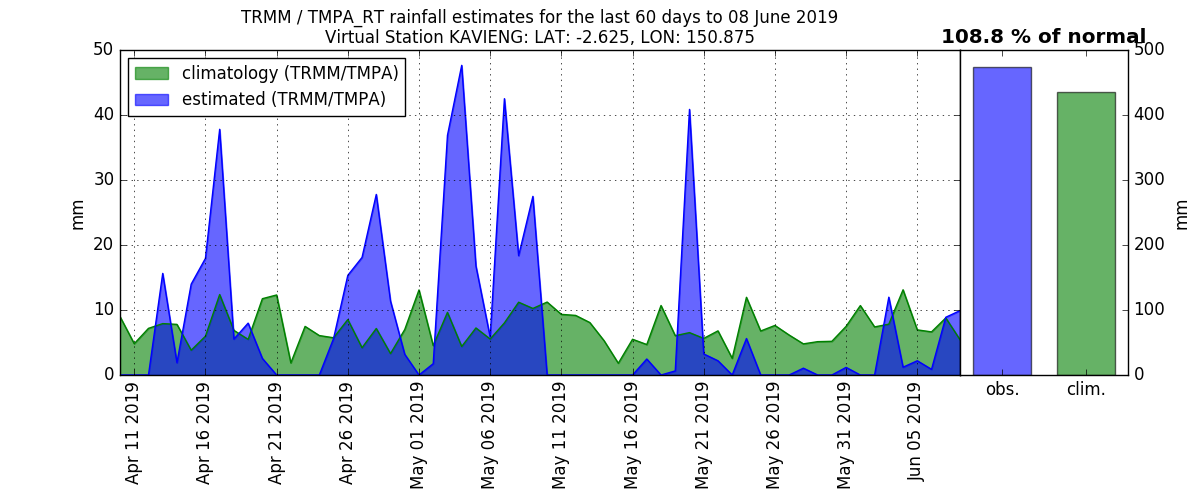 TRMM / TMPA_RT rainfall estimates for the last 60 days to 08 June 2019
Virtual Station KAVIENG: LAT: -2.625, LON: 150.875
108.8 % of normal
climatology (TRMM/TMPA)
estimated (TRMM/TMPA)
50
40
30
20
10
0
mm
Apr 11 2019
Apr 16 2019
Apr 21 2019
Apr 26 2019
May 01 2019
May 06 2019
May 11 2019
May 16 2019
May 21 2019
May 26 2019
May 31 2019
Jun 05 2019
obs.
clim.
500
400
300
200
100
0
mm